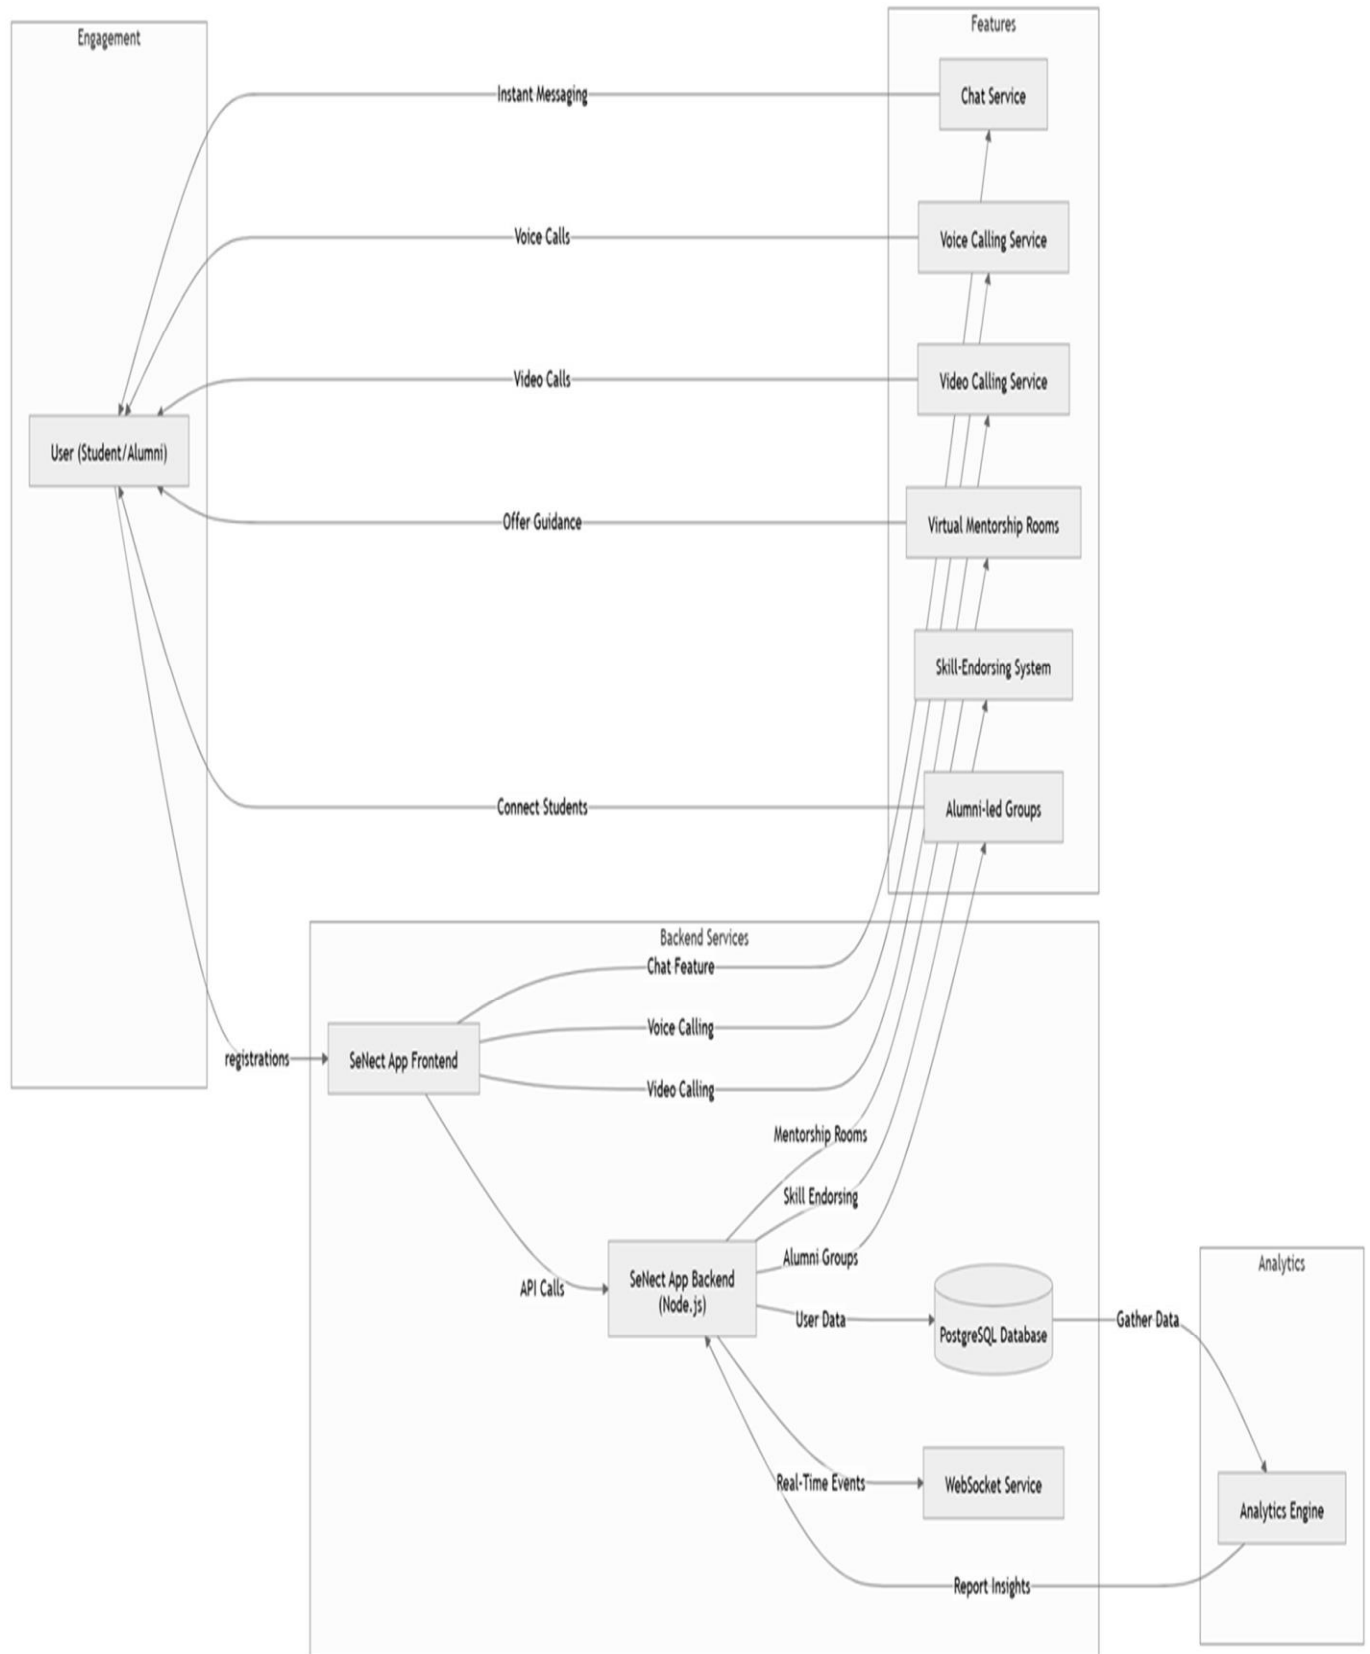 Engagement
Features
Chat Service
Instant Messaging
Voice Calling Service
Voice Calls
Video Calling Service
Video Calls
User (Student/Alumni)
Virtual Mentorship Rooms
Offer Guidance
Skill-Endorsing System
Alumni-led Groups
Connect Students
Backend Services
Chat Feature
Voice Calling
SeNect App Frontend
registrations
Video Calling
Mentorship Rooms
Skill Endorsing
Alumni Groups
SeNect App Backend
(Node.js)
API Calls
User Data
PostgreSQL Database
Gather Data
Analytics
Real-Time Events
WebSocket Service
Analytics Engine
Report Insights